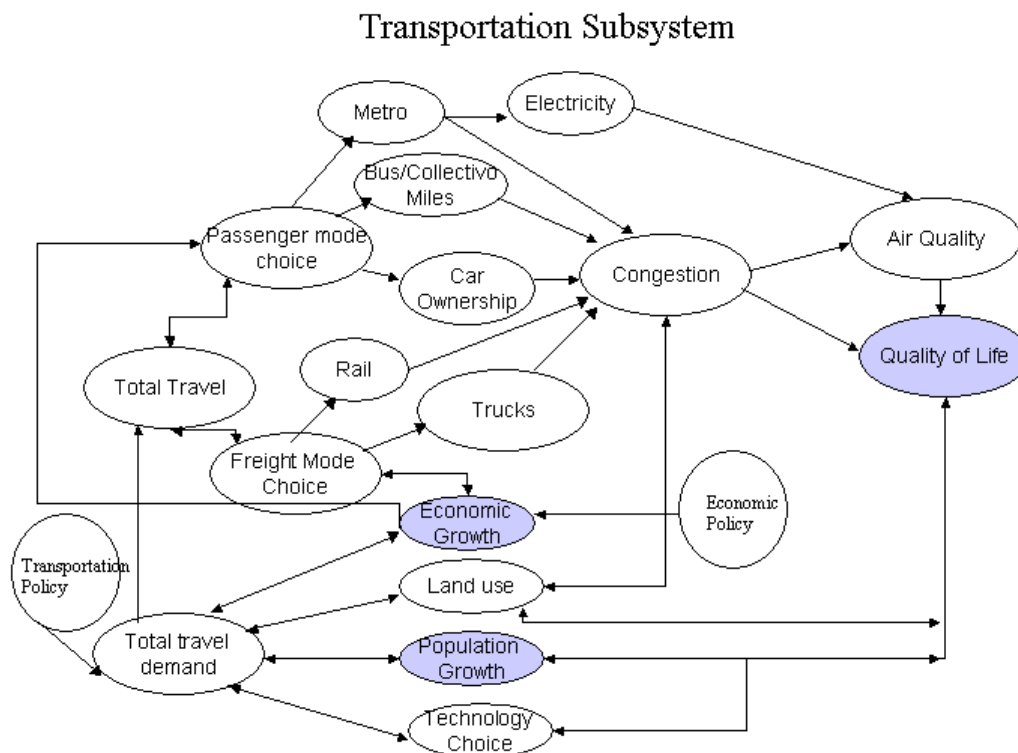 Transportation Subsystem
Metro
Electricity
Bus/Collectivo
Miles
Passenger mode
choice
Air Quality
Car
Ownership
Congestion
Rail
Quality of Life
Total Travel
Trucks
Freight Mode
Choice
Economic
Growth
Economic
Policy
Transportation
Policy
Land use
Total travel
demand
Population
Growth
Technology
Choice